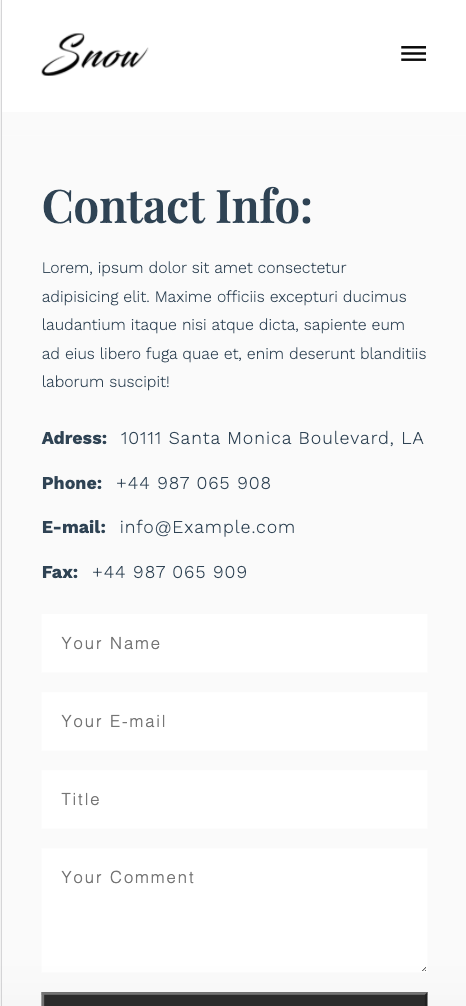 Snow
Contact Info:
Lorem, ipsum dolor sit amet consectetur
adipisicing elit. Maxime officiis excepturi ducimus
laudantium itaque nisi atque dicta, sapiente eum
ad eius libero fuga quae et, enim deserunt blanditiis
laborum suscipit!
Adress: 10111 Santa Monica Boulevard, LA
Phone: +44 987 065 908
E-mail: info@Example.com
Fax: +44 987 065 909
Your Name
Your E-mail
Title
Your Comment